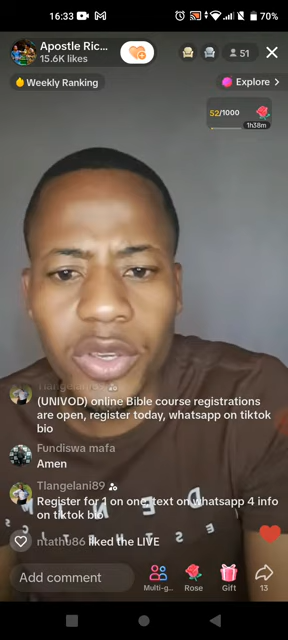 16:33
70%
Apostle Ric...
15.6K likes
51
Weekly Ranking
Explore >
52/1000
1h38m
Tlangelani89
(UNIVOD) online Bible course registrations
are open, register today, whatsapp on tiktok
bio
Fundiswa mafa
Amen
Tlangelani89
Register for 1 on one, text on whatsapp 4 info
on tiktok bio
ntath086 liked the LIVE
Add comment
Multi-g...
Rose
Gift
13